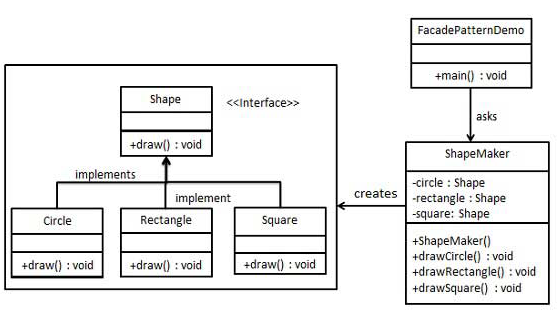 FacadePatternDemo
+main() : void
asks
Shape
<<Interface>>
+draw() : void
implements
implement
Circle
+draw() : void
Rectangle
+draw() : void
Square
+draw() : void
creates
ShapeMaker
-circle : Shape
-rectangle : Shape
-square: Shape
+ShapeMaker()
+drawCircle() : void
+drawRectangle() : void
+drawSquare() : void